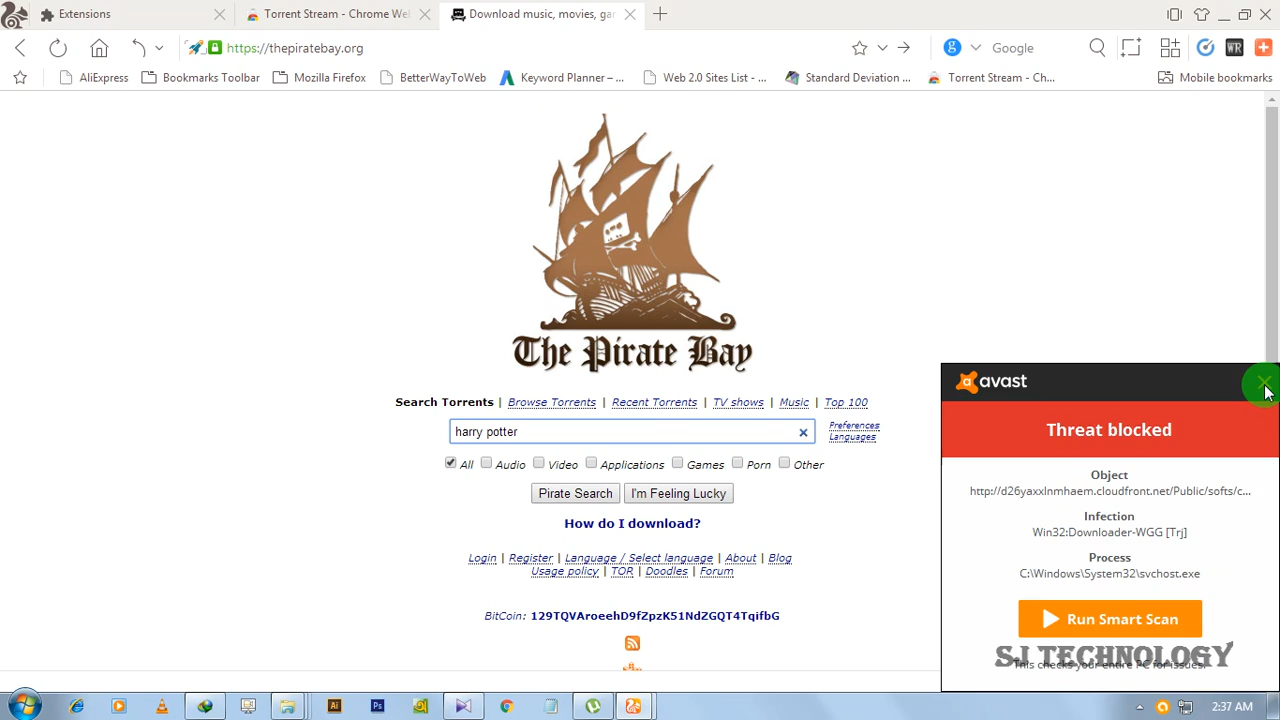 Extensions
Torrent Stream - Chrome Wel
Download music, movies, gar
https://thepiratebay.org
Google
WR
AliExpress
Bookmarks Toolbar
Mozilla Firefox
BetterWayToWeb
Keyword Planner – ...
Web 2.0 Sites List - ...
Standard Deviation ...
Torrent Stream - Ch...
Mobile bookmarks
The Pirate Bay
Search Torrents | Browse Torrents | Recent Torrents | TV shows | Music | Top 100
harry potter
Preferences
Languages
All Audio Video Applications Games Porn Other
Pirate Search
I'm Feeling Lucky
How do I download?
Login | Register | Language / Select language | About | Blog
Usage policy | TOR | Doodles | Forum
BitCoin: 129TQVAroeehD9fZpzK51NdZGQT4TqifbG
avast
Threat blocked
Object
http://d26yaxxlnmhaem.cloudfront.net/Public/softs/c...
Infection
Win32:Downloader-WGG [Trj]
Process
C:\Windows\System32\svchost.exe
Run Smart Scan
This checks your entire PC for issues.
SJ TECHNOLOGY
Ai
Ps
2:37 AM